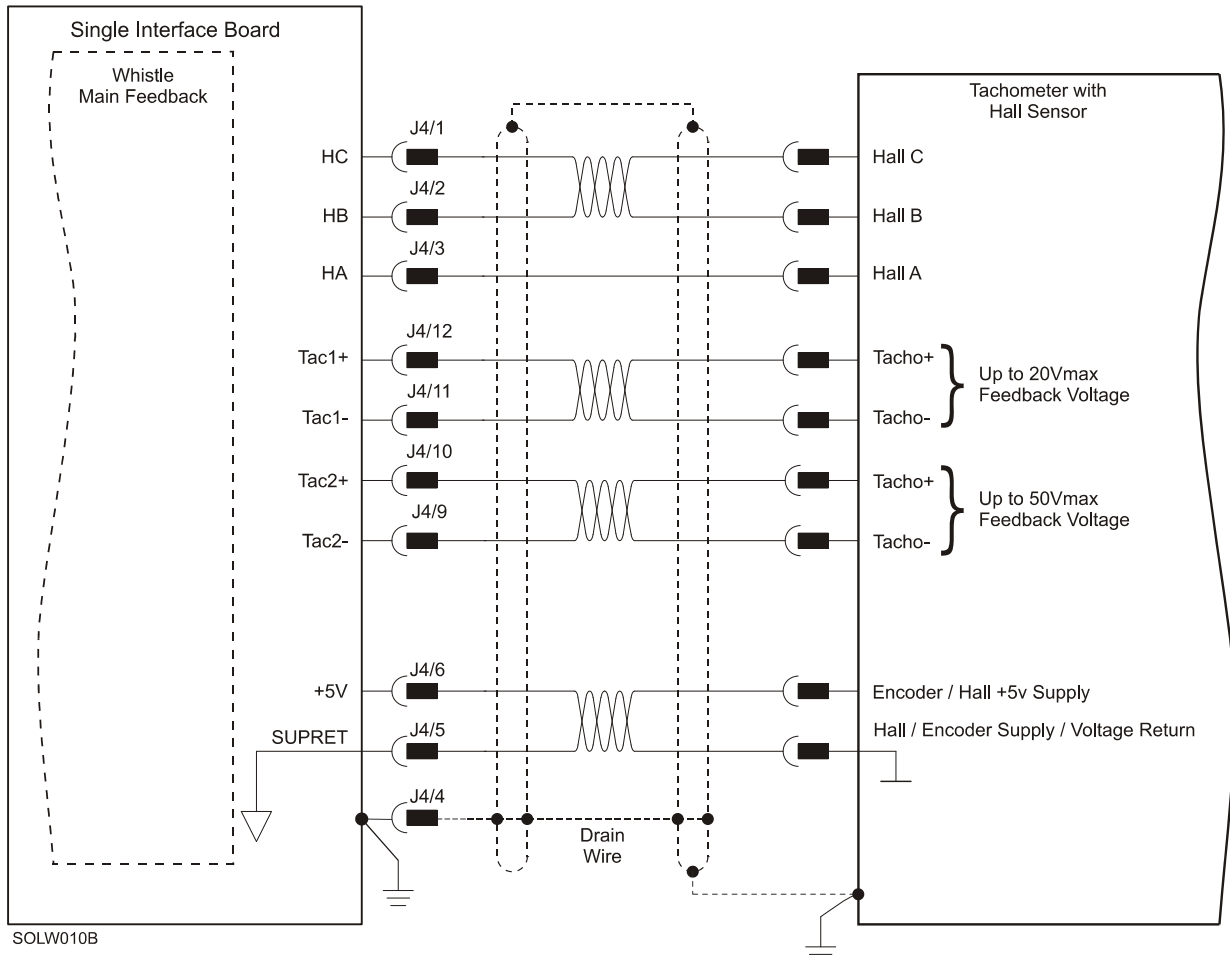 Single Interface Board
Whistle
Main Feedback
Tachometer with
Hall Sensor
J4/1
HC
Hall C
J4/2
HB
Hall B
J4/3
HA
Hall A
J4/12
Tac1+
Tacho+
Up to 20Vmax
Feedback Voltage
J4/11
Tac1-
Tacho-
J4/10
Tac2+
Tacho+
Up to 50Vmax
Feedback Voltage
J4/9
Tac2-
Tacho-
J4/6
+5V
Encoder / Hall +5v Supply
J4/5
SUPRET
Hall / Encoder Supply / Voltage Return
J4/4
Drain
Wire
SOLW010B